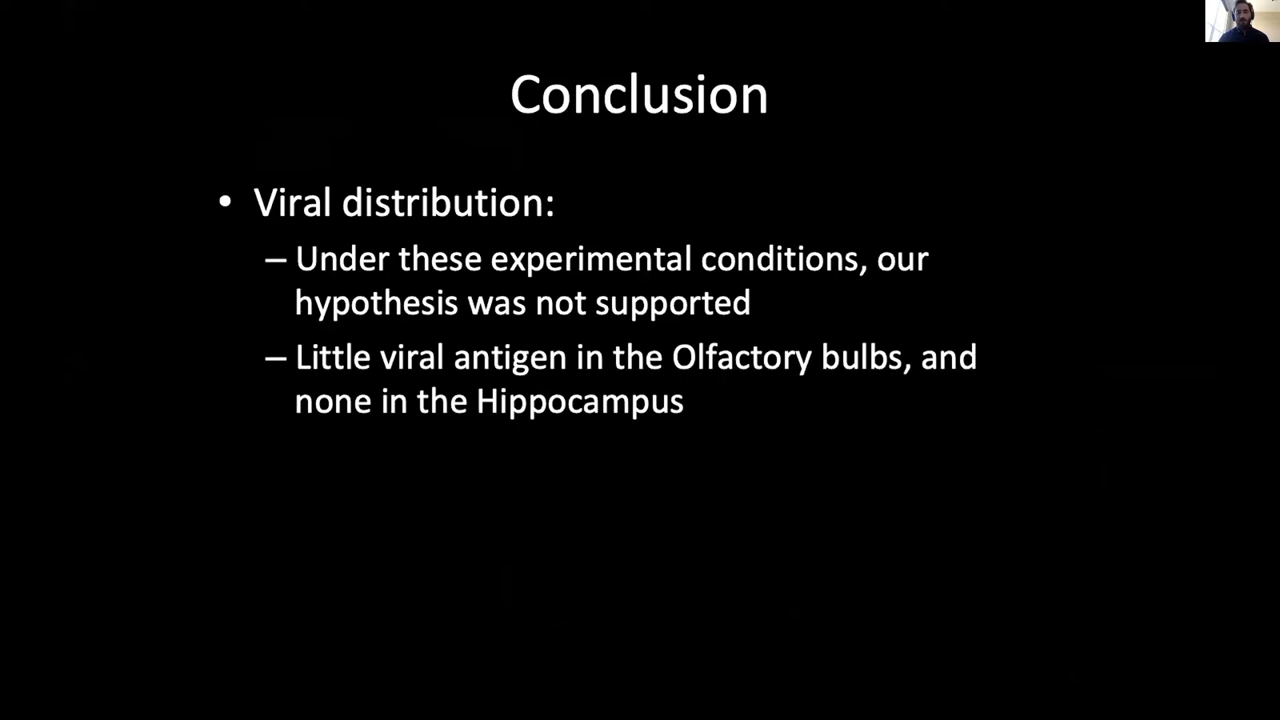 Conclusion
• Viral distribution:
– Under these experimental conditions, our
hypothesis was not supported
– Little viral antigen in the Olfactory bulbs, and
none in the Hippocampus